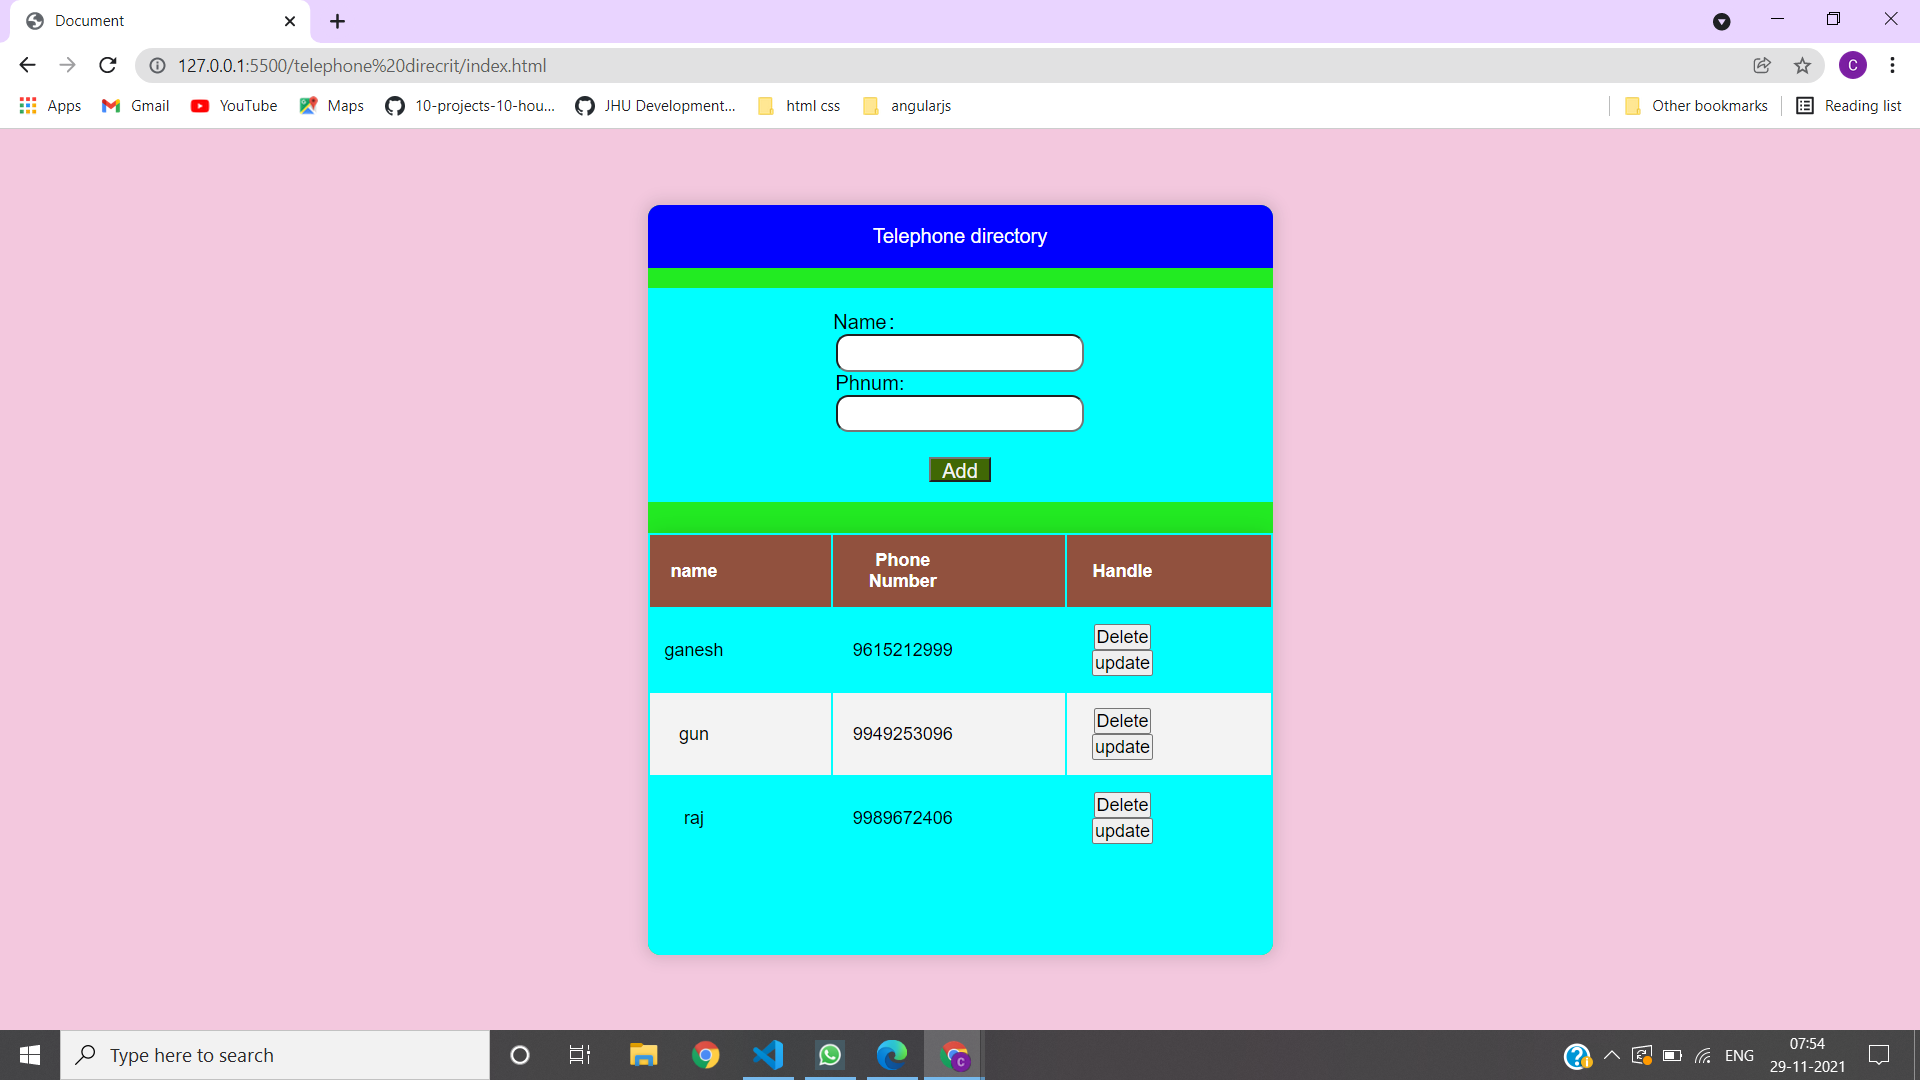 Document
127.0.0.1:5500/telephone%20direcrit/index.html
C
Apps Gmail YouTube Maps 10-projects-10-hou... JHU Development... html css angularjs Other bookmarks Reading list
Telephone directory
Name:
Phnum:
Add
name Phone Number Handle
ganesh 9615212999 Delete
update
gun 9949253096 Delete
update
raj 9989672406 Delete
update
Type here to search
C
ENG
07:54
29-11-2021